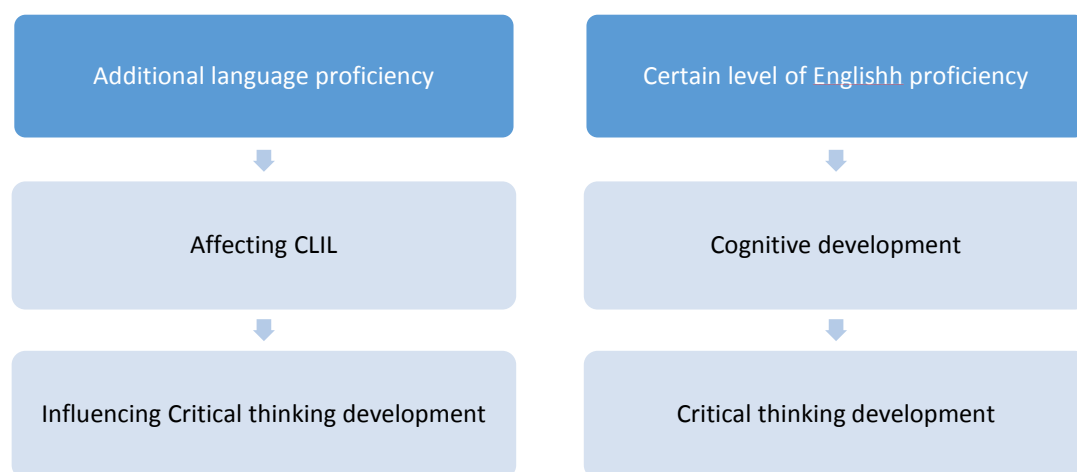 Additional language proficiency
Affecting CLIL
Influencing Critical thinking development
Certain level of Englishh proficiency
Cognitive development
Critical thinking development